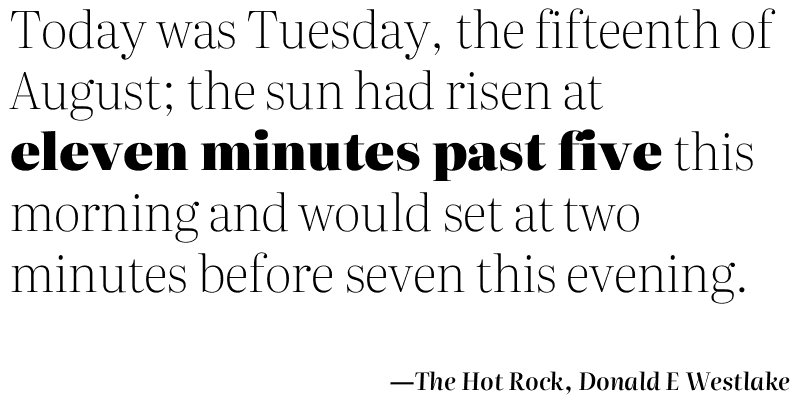 Today was Tuesday, the fifteenth of
August; the sun had risen at
eleven minutes past five this
morning and would set at two
minutes before seven this evening.
—The Hot Rock, Donald E Westlake